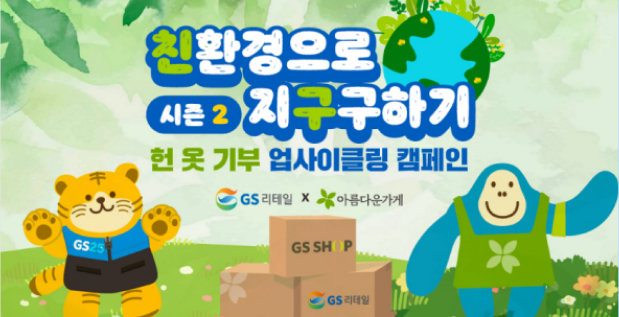 친환경으로
시즌 2 지구구하기
헌 옷 기부 업사이클링 캠페인
GS리테일 X 아름다운가게
GS25
GS SHOP
GS리테일